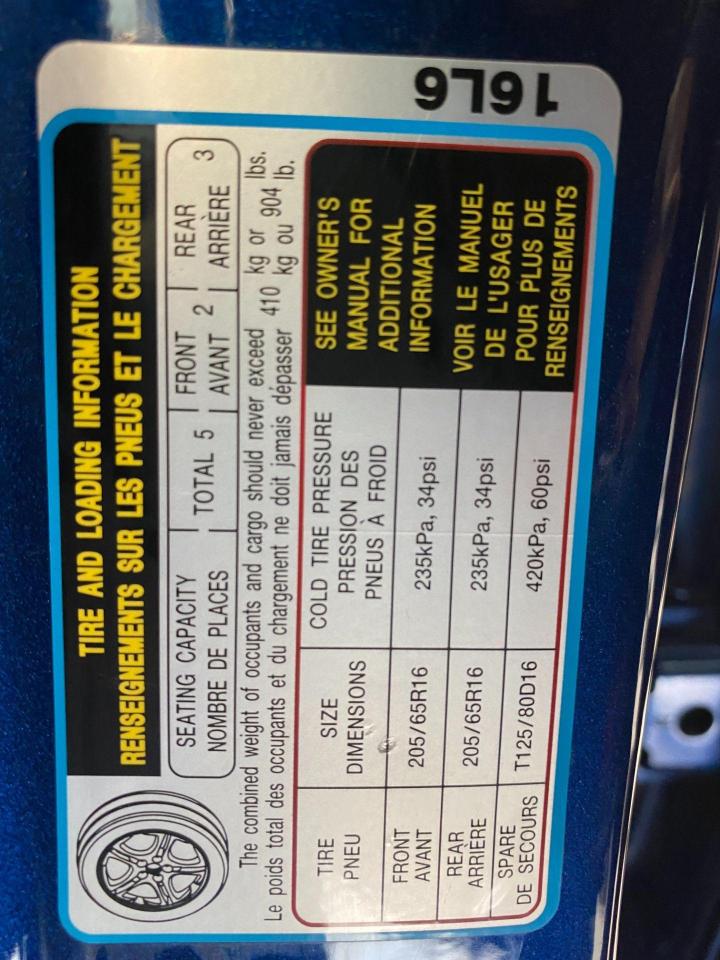 TIRE AND LOADING INFORMATION
RENSEIGNEMENTS SUR LES PNEUS ET LE CHARGEMENT
SEATING CAPACITY
NOMBRE DE PLACES
TOTAL 5
FRONT
AVANT 2
REAR
ARRIÈRE 3
The combined weight of occupants and cargo should never exceed 410 kg or 904 lbs.
Le poids total des occupants et du chargement ne doit jamais dépasser 410 kg ou 904 lb.
TIRE
PNEU
SIZE
DIMENSIONS
COLD TIRE PRESSURE
PRESSION DES
PNEUS À FROID
FRONT
AVANT
205/65R16
235kPa, 34psi
REAR
ARRIÈRE
205/65R16
235kPa, 34psi
SPARE
DE SECOURS
T125/80D16
420kPa, 60psi
SEE OWNER'S
MANUAL FOR
ADDITIONAL
INFORMATION
VOIR LE MANUEL
DE L'USAGER
POUR PLUS DE
RENSEIGNEMENTS
16L6